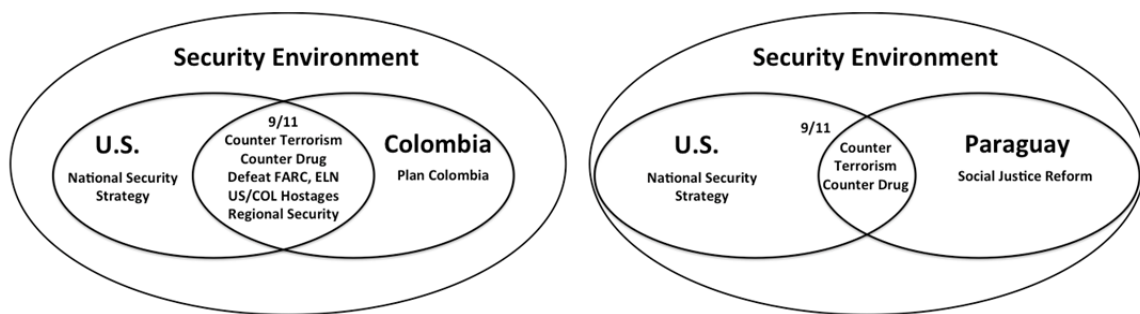 Security Environment
U.S.
National Security
Strategy
9/11
Counter Terrorism
Counter Drug
Defeat FARC, ELN
US/COL Hostages
Regional Security
Colombia
Plan Colombia
Security Environment
U.S.
National Security
Strategy
9/11
Counter
Terrorism
Counter Drug
Paraguay
Social Justice Reform